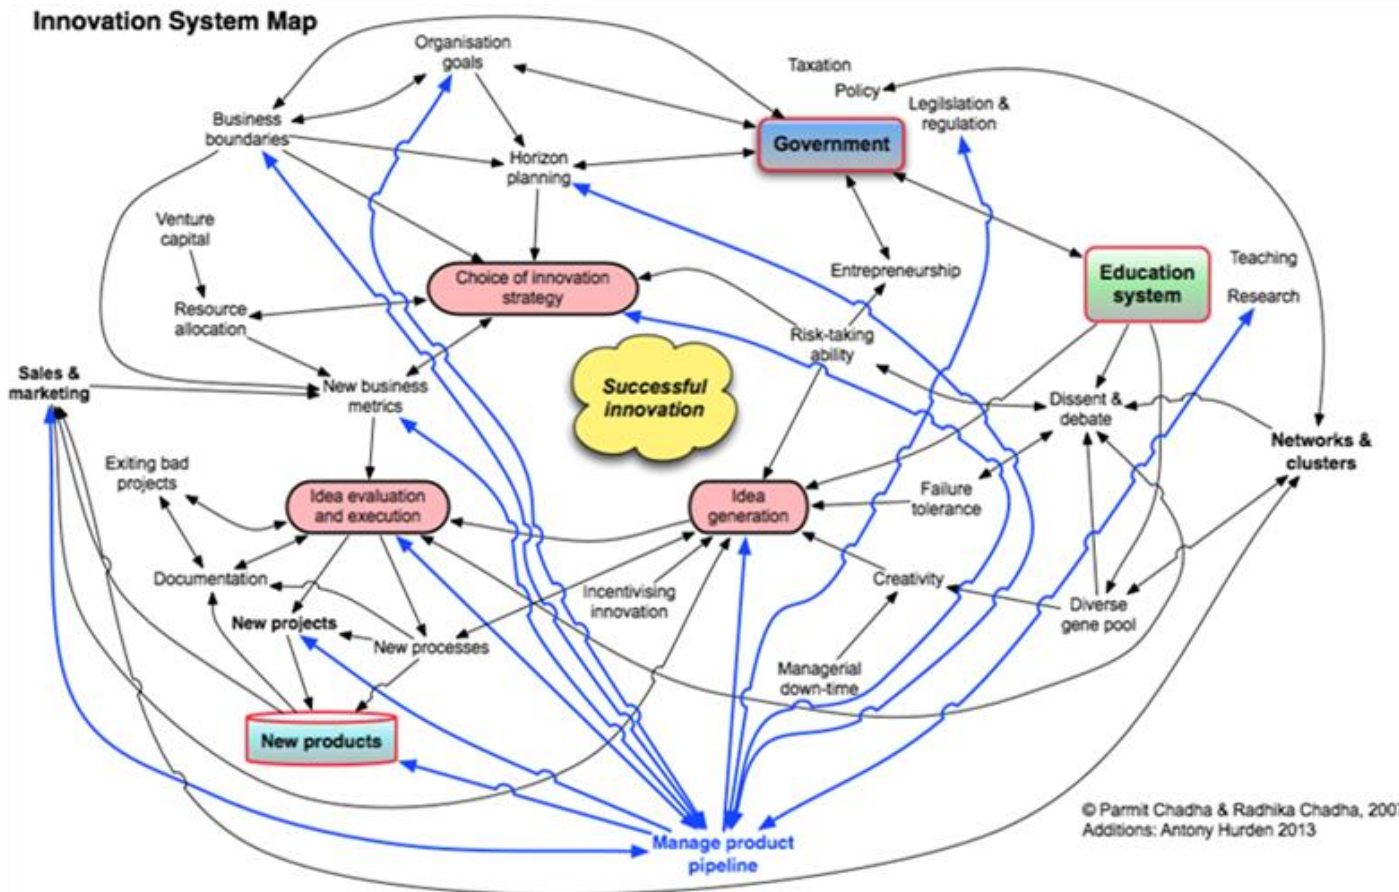 Innovation System Map
Organisation
goals
Taxation
Policy
Legilslation &
regulation
Business
boundaries
Government
Horizon
planning
Venture
capital
Entrepreneurship
Education
system
Teaching
Research
Choice of innovation
strategy
Resource
allocation
Risk-taking
ability
Sales &
marketing
New business
metrics
Successful
innovation
Dissent &
debate
Networks &
clusters
Exiting bad
projects
Idea evaluation
and execution
Idea
generation
Failure
tolerance
Documentation
Incentivising
innovation
Creativity
Diverse
gene pool
New projects
New processes
Managerial
down-time
New products
Manage product
pipeline
© Parmit Chadha & Radhika Chadha, 2007
Additions: Antony Hurden 2013